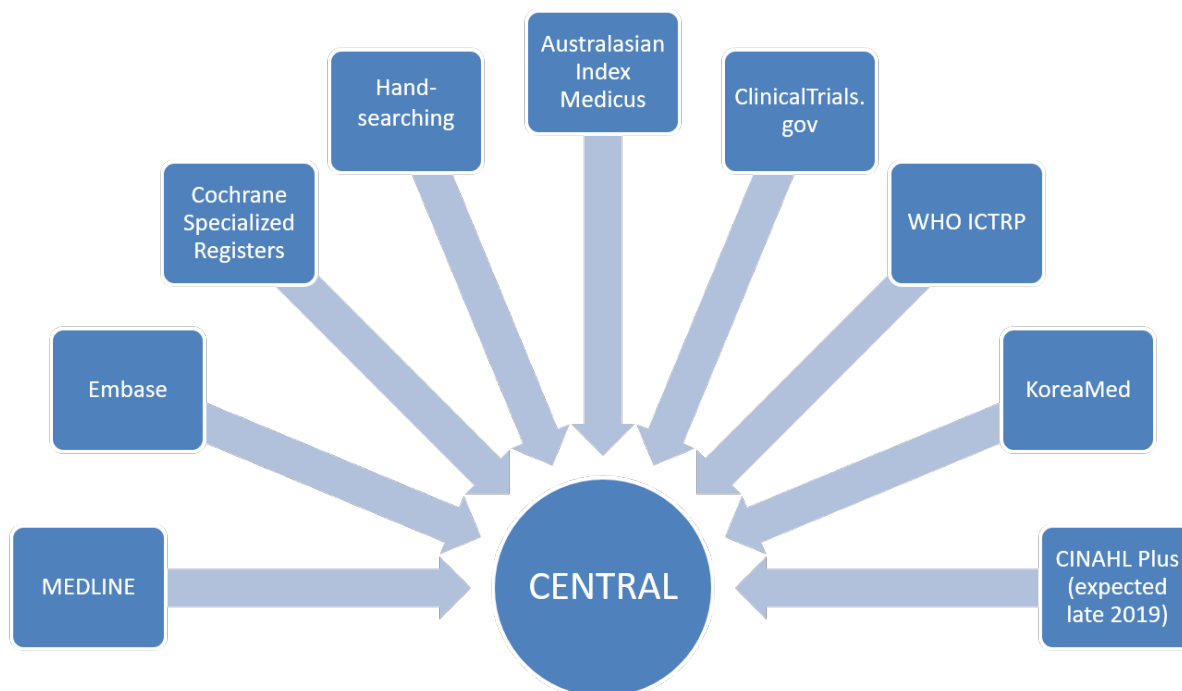 Australasian
Index
Medicus
Hand-
searching
ClinicalTrials.
gov
Cochrane
Specialized
Registers
WHO ICTRP
Embase
KoreaMed
MEDLINE
CENTRAL
CINAHL Plus
(expected
late 2019)